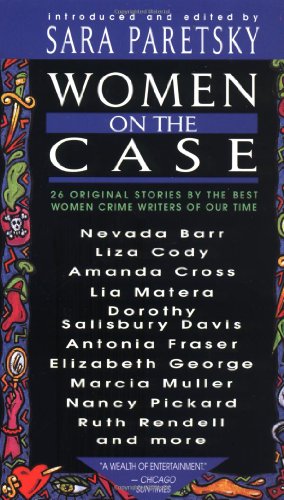 introduced and edited by
SARA PARETSKY
WOMEN
ON THE
CASE
26 ORIGINAL STORIES BY THE BEST
WOMEN CRIME WRITERS OF OUR TIME
Nevada Barr
Liza Cody
Amanda Cross
Lia Matera
Dorothy
Salisbury Davis
Antonia Fraser
Elizabeth George
Marcia Muller
Nancy Pickard
Ruth Rendell
and more
"A WEALTH OF ENTERTAINMENT."
— CHICAGO
SUN-TIMES